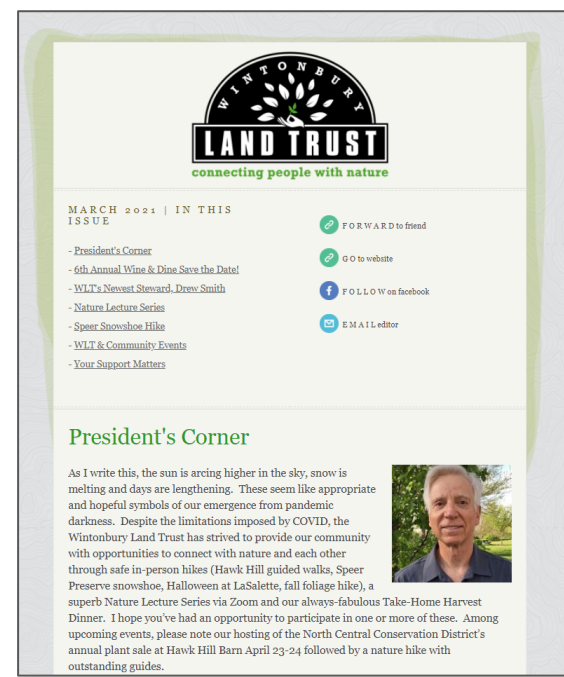 WINTONBURY
LAND TRUST
connecting people with nature
MARCH 2021 | IN THIS
ISSUE
- President's Corner
- 6th Annual Wine & Dine Save the Date!
- WLT's Newest Steward, Drew Smith
- Nature Lecture Series
- Speer Snowshoe Hike
- WLT & Community Events
- Your Support Matters
FORWARD to friend
GO to website
FOLLOW on facebook
EMAIL editor
President's Corner
As I write this, the sun is arcing higher in the sky, snow is
melting and days are lengthening.  These seem like appropriate
and hopeful symbols of our emergence from pandemic
darkness.  Despite the limitations imposed by COVID, the
Wintonbury Land Trust has strived to provide our community
with opportunities to connect with nature and each other
through safe in-person hikes (Hawk Hill guided walks, Speer
Preserve snowshoe, Halloween at LaSalette, fall foliage hike), a
superb Nature Lecture Series via Zoom and our always-fabulous Take-Home Harvest
Dinner.  I hope you've had an opportunity to participate in one or more of these.  Among
upcoming events, please note our hosting of the North Central Conservation District's
annual plant sale at Hawk Hill Barn April 23-24 followed by a nature hike with
outstanding guides.